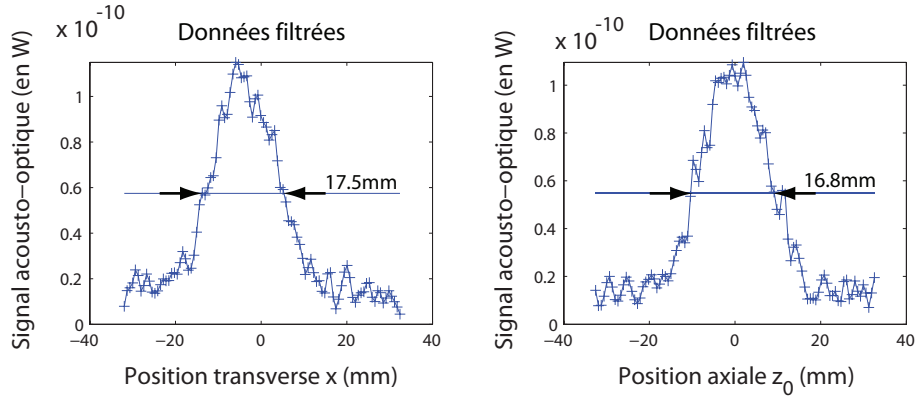 x 10⁻¹⁰
Données filtrées
Signal acousto-optique (en W)
1
0.8
0.6
0.4
0.2
0
17.5mm
−40
−20
0
20
40
Position transverse x (mm)
x 10⁻¹⁰
Données filtrées
Signal acousto-optique (en W)
1
0.8
0.6
0.4
0.2
0
16.8mm
−40
−20
0
20
40
Position axiale z₀ (mm)